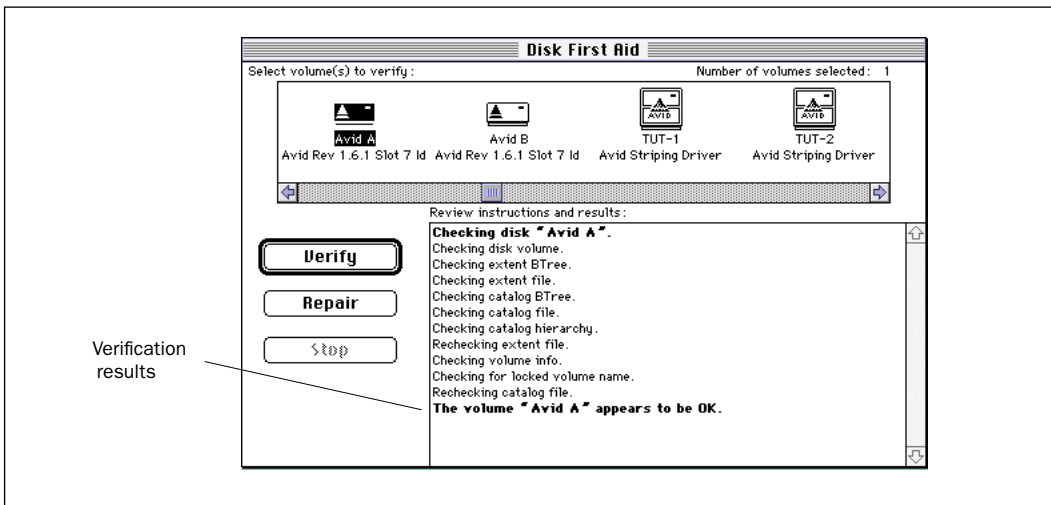 Disk First Aid
Select volume(s) to verify :
Number of volumes selected: 1
Avid A
Avid Rev 1.6.1 Slot 7 Id
Avid B
Avid Rev 1.6.1 Slot 7 Id
AVID
TUT-1
Avid Striping Driver
AVID
TUT-2
Avid Striping Driver
Review instructions and results:
Verify
Repair
Stop
Checking disk "Avid A".
Checking disk volume.
Checking extent BTree.
Checking extent file.
Checking catalog BTree.
Checking catalog file.
Checking catalog hierarchy.
Rechecking extent file.
Checking volume info.
Checking for locked volume name.
Rechecking catalog file.
The volume "Avid A" appears to be OK.
Verification
results